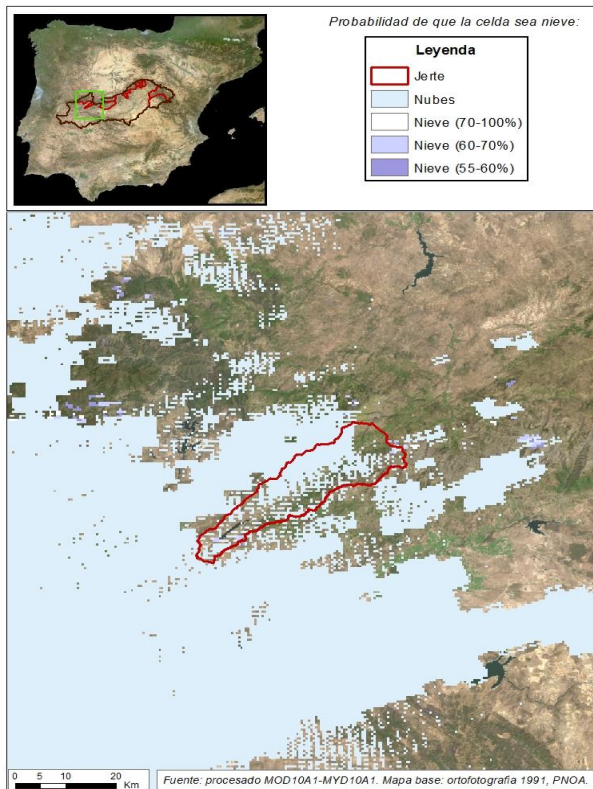 Probabilidad de que la celda sea nieve:
Leyenda
Jerte
Nubes
Nieve (70-100%)
Nieve (60-70%)
Nieve (55-60%)
0 5 10 20
Km
Fuente: procesado MOD10A1-MYD10A1. Mapa base: ortofotografia 1991, PNOA.